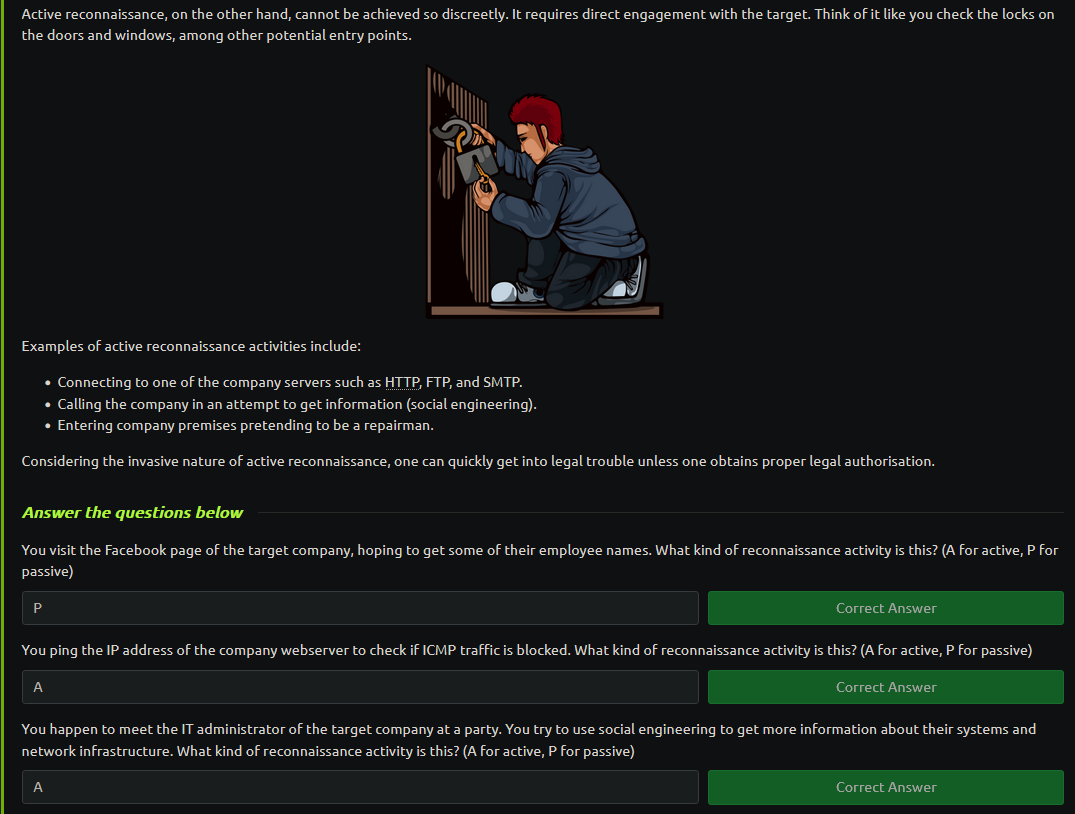 Active reconnaissance, on the other hand, cannot be achieved so discreetly. It requires direct engagement with the target. Think of it like you check the locks on
the doors and windows, among other potential entry points.
Examples of active reconnaissance activities include:
• Connecting to one of the company servers such as HTTP, FTP, and SMTP.
• Calling the company in an attempt to get information (social engineering).
• Entering company premises pretending to be a repairman.
Considering the invasive nature of active reconnaissance, one can quickly get into legal trouble unless one obtains proper legal authorisation.
Answer the questions below
You visit the Facebook page of the target company, hoping to get some of their employee names. What kind of reconnaissance activity is this? (A for active, P for
passive)
P
Correct Answer
You ping the IP address of the company webserver to check if ICMP traffic is blocked. What kind of reconnaissance activity is this? (A for active, P for passive)
A
Correct Answer
You happen to meet the IT administrator of the target company at a party. You try to use social engineering to get more information about their systems and
network infrastructure. What kind of reconnaissance activity is this? (A for active, P for passive)
A
Correct Answer